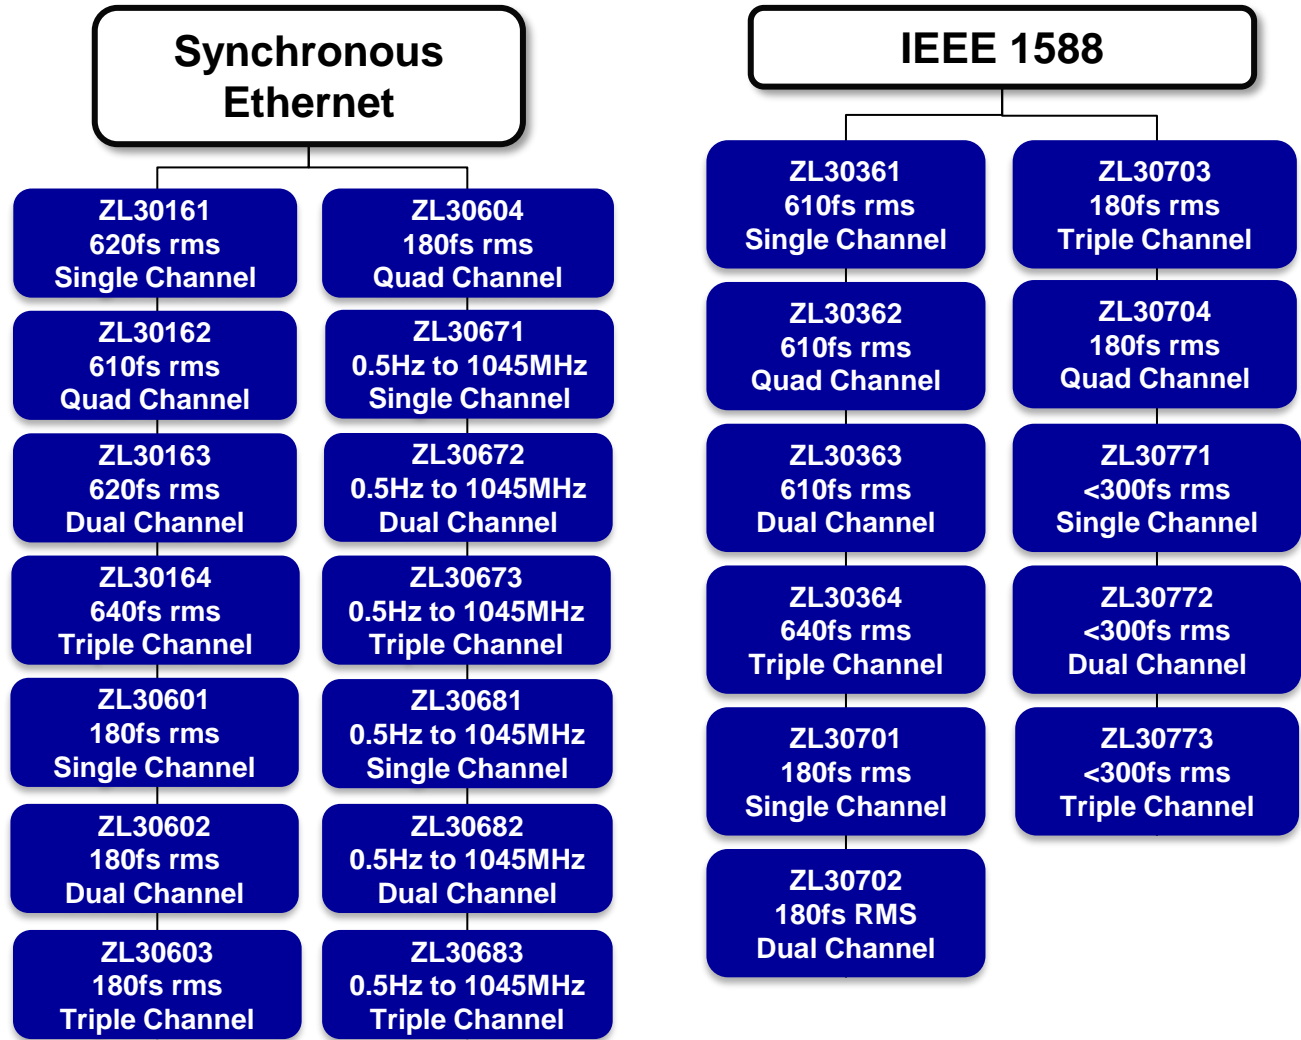 Synchronous
Ethernet
ZL30161
620fs rms
Single Channel
ZL30162
610fs rms
Quad Channel
ZL30163
620fs rms
Dual Channel
ZL30164
640fs rms
Triple Channel
ZL30601
180fs rms
Single Channel
ZL30602
180fs rms
Dual Channel
ZL30603
180fs rms
Triple Channel
ZL30604
180fs rms
Quad Channel
ZL30671
0.5Hz to 1045MHz
Single Channel
ZL30672
0.5Hz to 1045MHz
Dual Channel
ZL30673
0.5Hz to 1045MHz
Triple Channel
ZL30681
0.5Hz to 1045MHz
Single Channel
ZL30682
0.5Hz to 1045MHz
Dual Channel
ZL30683
0.5Hz to 1045MHz
Triple Channel
IEEE 1588
ZL30361
610fs rms
Single Channel
ZL30362
610fs rms
Quad Channel
ZL30363
610fs rms
Dual Channel
ZL30364
640fs rms
Triple Channel
ZL30701
180fs rms
Single Channel
ZL30702
180fs RMS
Dual Channel
ZL30703
180fs rms
Triple Channel
ZL30704
180fs rms
Quad Channel
ZL30771
<300fs rms
Single Channel
ZL30772
<300fs rms
Dual Channel
ZL30773
<300fs rms
Triple Channel